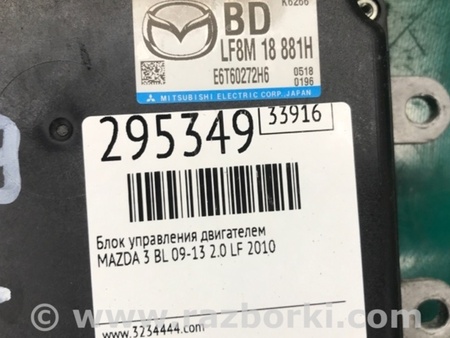 K6266
BD
LF8M 18 881H
E6T60272H6
0518
0196
MITSUBISHI ELECTRIC CORP. JAPAN
295349
33916
Блок управления двигателем
MAZDA 3 BL 09-13 2.0 LF 2010
www.3234444.com
www.razborki.com